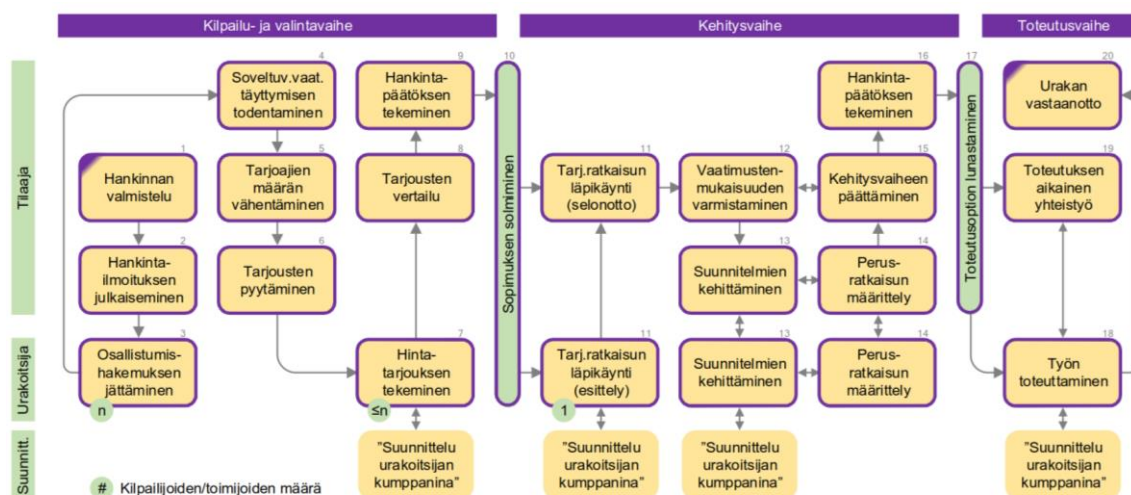 Kilpailu- ja valintavaihe
Kehitysvaihe
Toteutusvaihe
Tilaaja
Urakoitsija
Suunnitt.
4
Soveltuv.vaat.
täyttymisen
todentaminen
9
Hankinta-
päätöksen
tekeminen
10
Sopimuksen solmiminen
16
Hankinta-
päätöksen
tekeminen
17
Toteutusoption lunastaminen
20
Urakan
vastaanotto
1
Hankinnan
valmistelu
5
Tarjoajien
määrän
vähentäminen
8
Tarjousten
vertailu
11
Tarj.ratkaisun
läpikäynti
(selonotto)
12
Vaatimusten-
mukaisuuden
varmistaminen
15
Kehitysvaiheen
päättäminen
19
Toteutuksen
aikainen
yhteistyö
2
Hankinta-
ilmoituksen
julkaiseminen
6
Tarjousten
pyytäminen
13
Suunnitelmien
kehittäminen
14
Perus-
ratkaisun
määrittely
3
Osallistumis-
hakemuksen
jättäminen
n
7
Hinta-
tarjouksen
tekeminen
≤n
11
Tarj.ratkaisun
läpikäynti
(esittely)
1
13
Suunnitelmien
kehittäminen
14
Perus-
ratkaisun
määrittely
18
Työn
toteuttaminen
"Suunnittelu
urakoitsijan
kumppanina"
"Suunnittelu
urakoitsijan
kumppanina"
"Suunnittelu
urakoitsijan
kumppanina"
"Suunnittelu
urakoitsijan
kumppanina"
# Kilpailijoiden/toimijoiden määrä